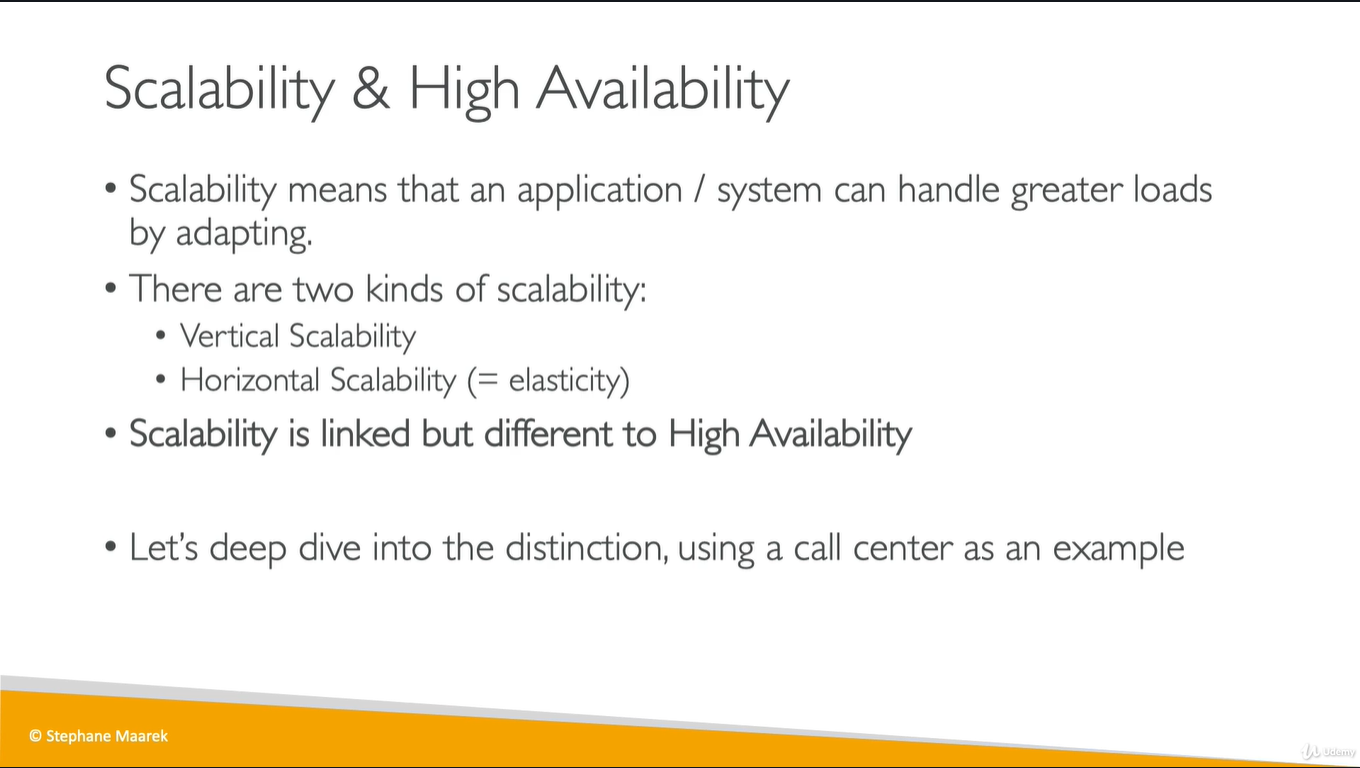 Scalability & High Availability
• Scalability means that an application / system can handle greater loads
by adapting.
• There are two kinds of scalability:
• Vertical Scalability
• Horizontal Scalability (= elasticity)
• Scalability is linked but different to High Availability
• Let's deep dive into the distinction, using a call center as an example
© Stephane Maarek
Udemy